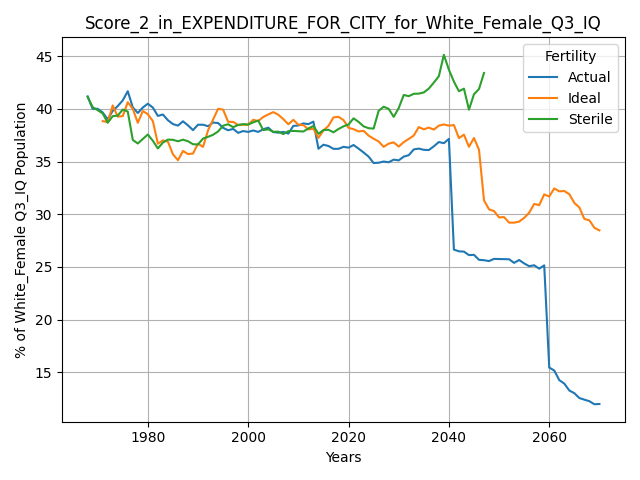 Score_2_in_EXPENDITURE_FOR_CITY_for_White_Female_Q3_IQ
Fertility
Actual
Ideal
Sterile
% of White_Female Q3_IQ Population
45
40
35
30
25
20
15
1980 2000 2020 2040 2060
Years